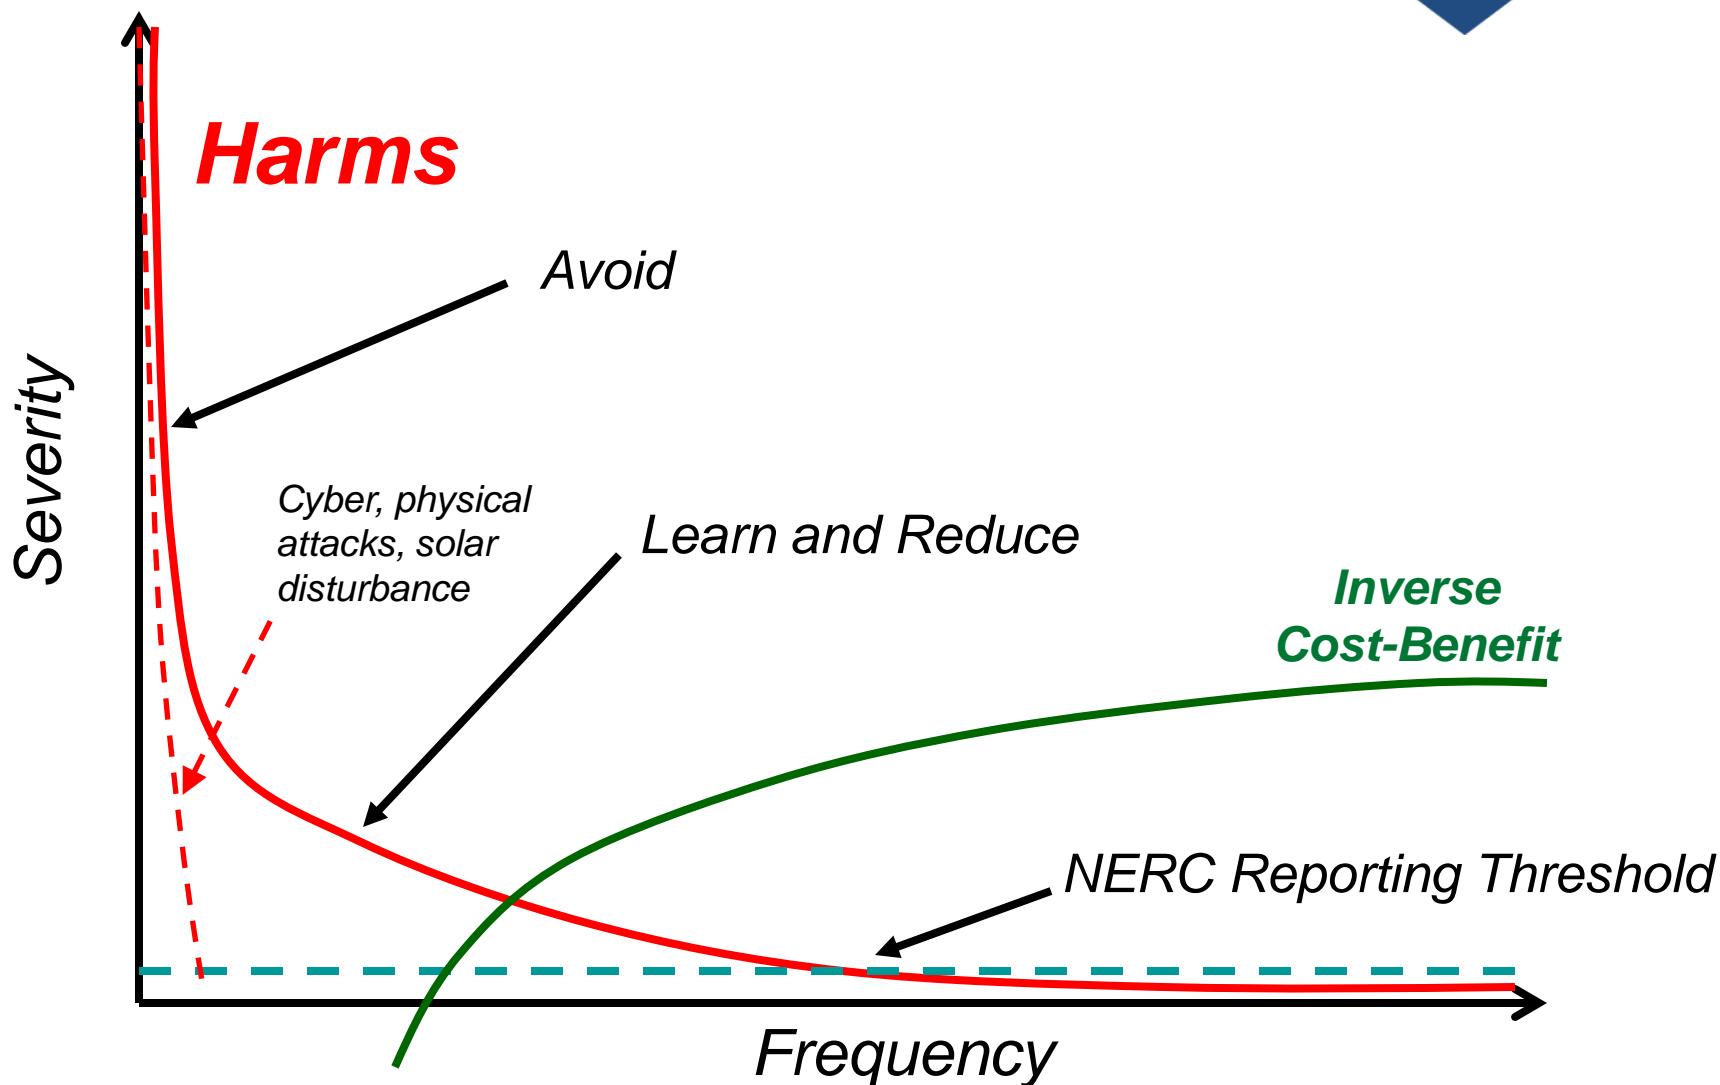 Harms
Avoid
Severity
Cyber, physical
attacks, solar
disturbance
Learn and Reduce
Inverse
Cost-Benefit
NERC Reporting Threshold
Frequency